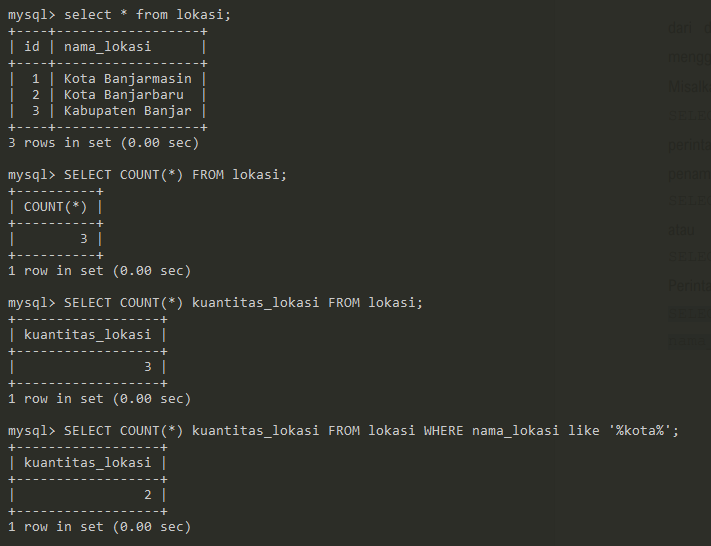 mysql> select * from lokasi;
+----+------------------+
| id | nama_lokasi      |
+----+------------------+
|  1 | Kota Banjarmasin |
|  2 | Kota Banjarbaru  |
|  3 | Kabupaten Banjar |
+----+------------------+
3 rows in set (0.00 sec)
mysql> SELECT COUNT(*) FROM lokasi;
+----------+
| COUNT(*) |
+----------+
|        3 |
+----------+
1 row in set (0.00 sec)
mysql> SELECT COUNT(*) kuantitas_lokasi FROM lokasi;
+------------------+
| kuantitas_lokasi |
+------------------+
|                3 |
+------------------+
1 row in set (0.00 sec)
mysql> SELECT COUNT(*) kuantitas_lokasi FROM lokasi WHERE nama_lokasi like '%kota%';
+------------------+
| kuantitas_lokasi |
+------------------+
|                2 |
+------------------+
1 row in set (0.00 sec)
dari
atau